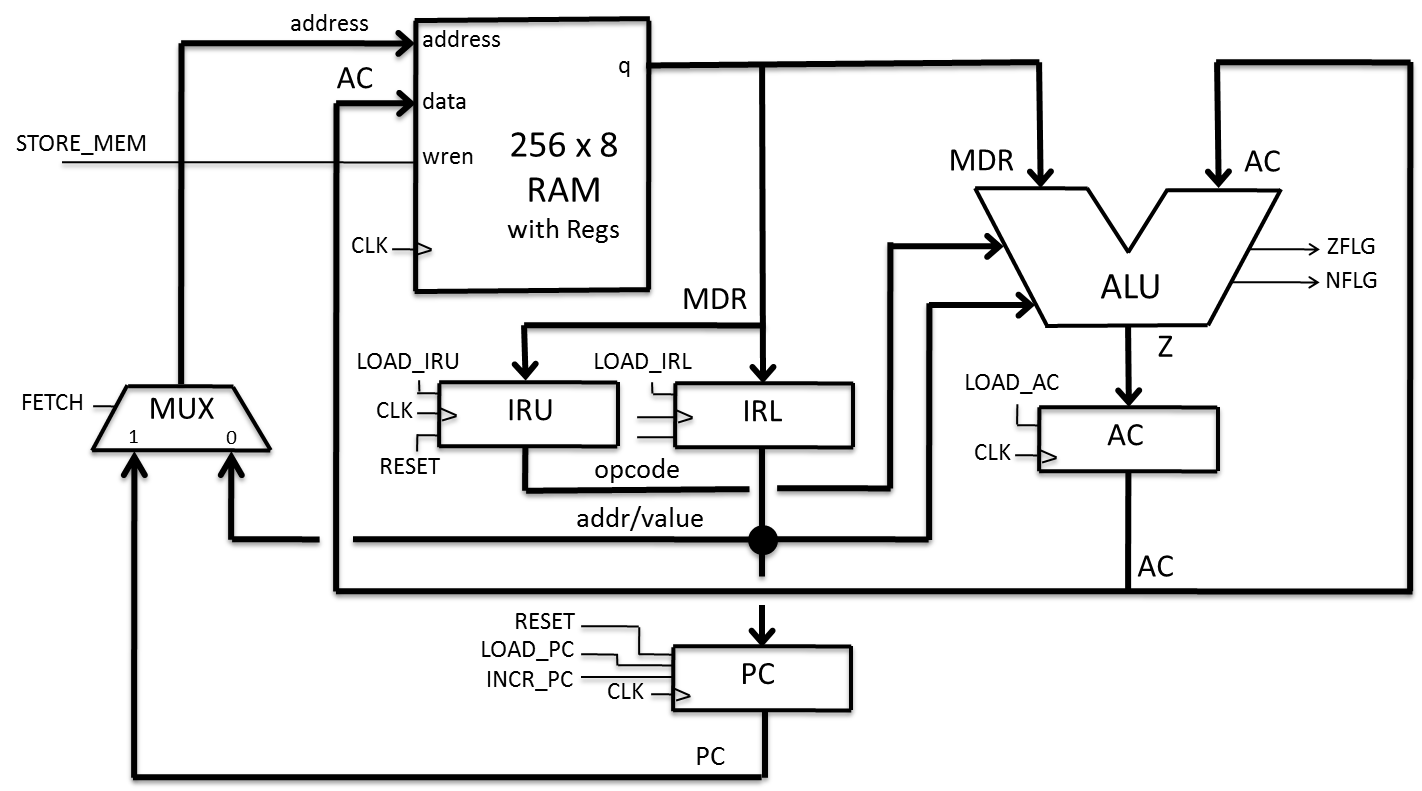 address
address
q
AC
AC
data
STORE_MEM
wren
256 x 8
RAM
with Regs
MDR
AC
CLK
ZFLG
NFLG
ALU
MDR
Z
LOAD_IRU
LOAD_IRL
LOAD_AC
FETCH
MUX
CLK
IRU
IRL
AC
1
0
RESET
CLK
opcode
addr/value
AC
RESET
LOAD_PC
INCR_PC
CLK
PC
PC